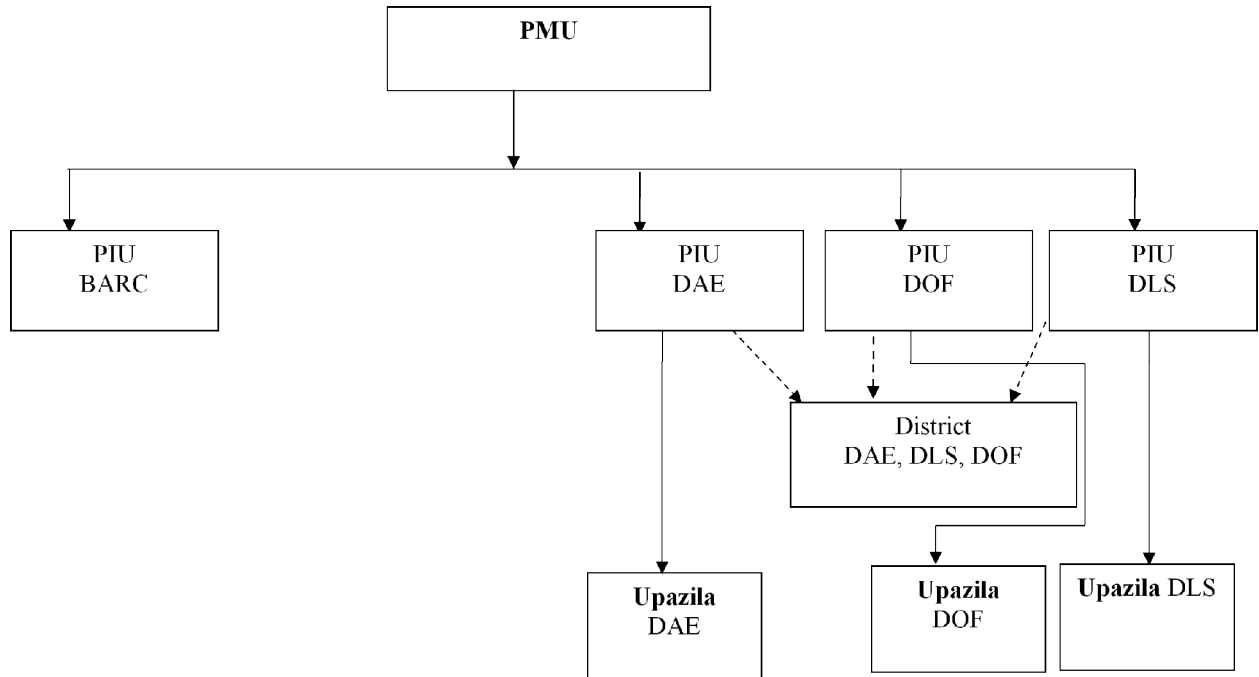 PMU
PIU
BARC
PIU
DAE
PIU
DOF
PIU
DLS
District
DAE, DLS, DOF
Upazila
DAE
Upazila
DOF
Upazila DLS